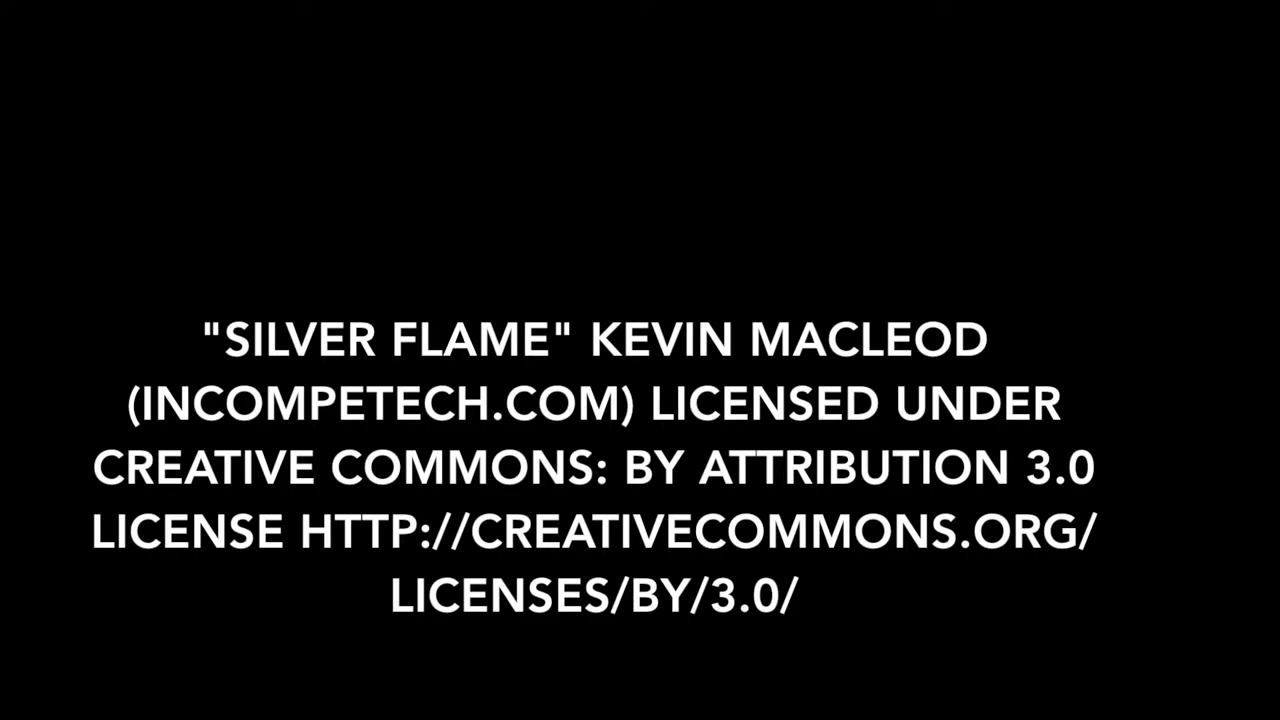 "SILVER FLAME" KEVIN MACLEOD
(INCOMPETECH.COM) LICENSED UNDER
CREATIVE COMMONS: BY ATTRIBUTION 3.0
LICENSE HTTP://CREATIVECOMMONS.ORG/
LICENSES/BY/3.0/